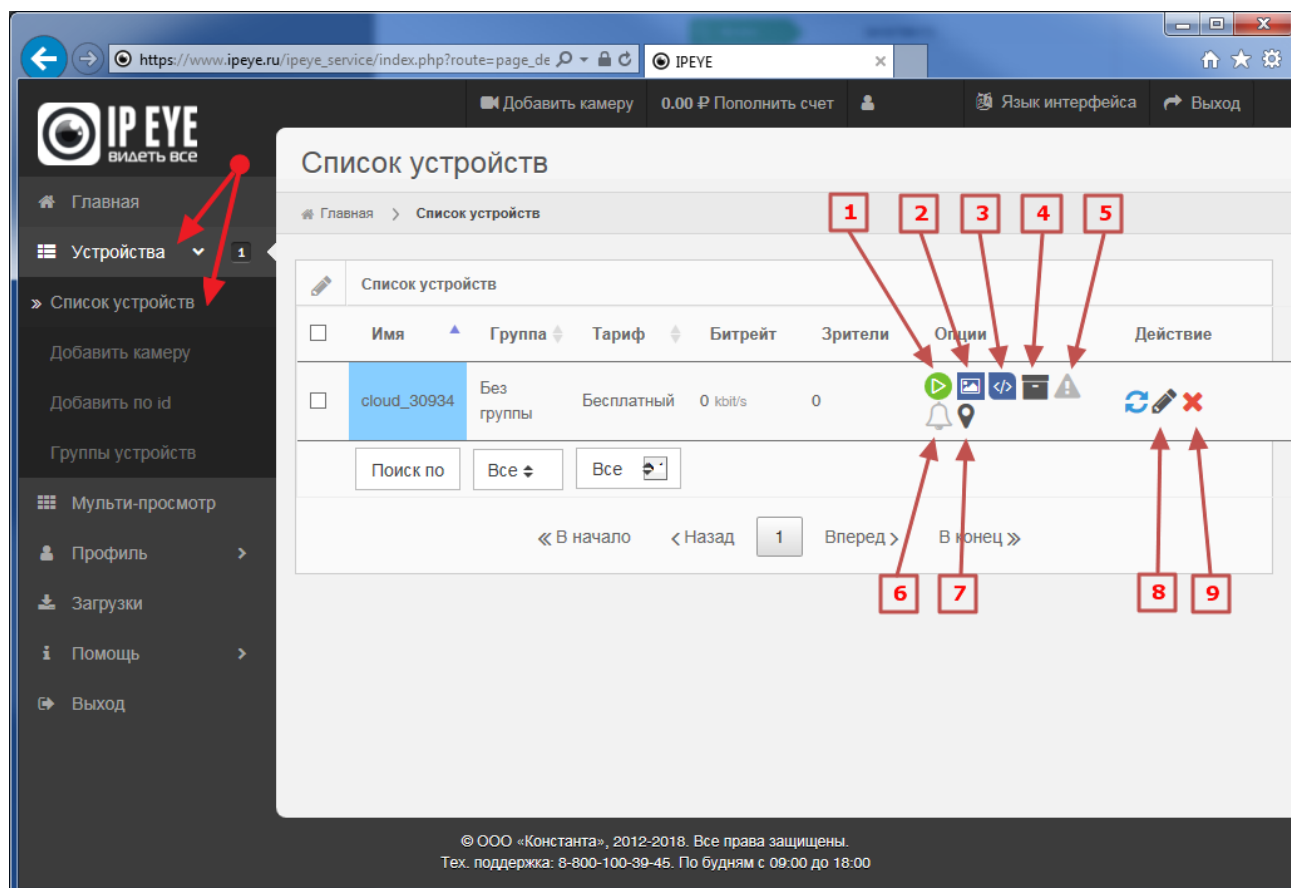 https://www.ipeye.ru/ipeye_service/index.php?route=page_de
IPEYE
Добавить камеру 0.00 ₽ Пополнить счет Язык интерфейса Выход
IP EYE
видеть все
Список устройств
Главная
Главная > Список устройств
1 2 3 4 5
Устройства 1
Список устройств
Список устройств
Имя Группа Тариф Битрейт Зрители Опции Действие
Добавить камеру
cloud_30934 Без группы Бесплатный 0 kbit/s 0
Добавить по id
Группы устройств
Поиск по Все Все
Мульти-просмотр
« В начало < Назад 1 Вперед > В конец »
Профиль
6 7 8 9
Загрузки
Помощь
Выход
© ООО «Константа», 2012-2018. Все права защищены.
Тех. поддержка: 8-800-100-39-45. По будням с 09:00 до 18:00